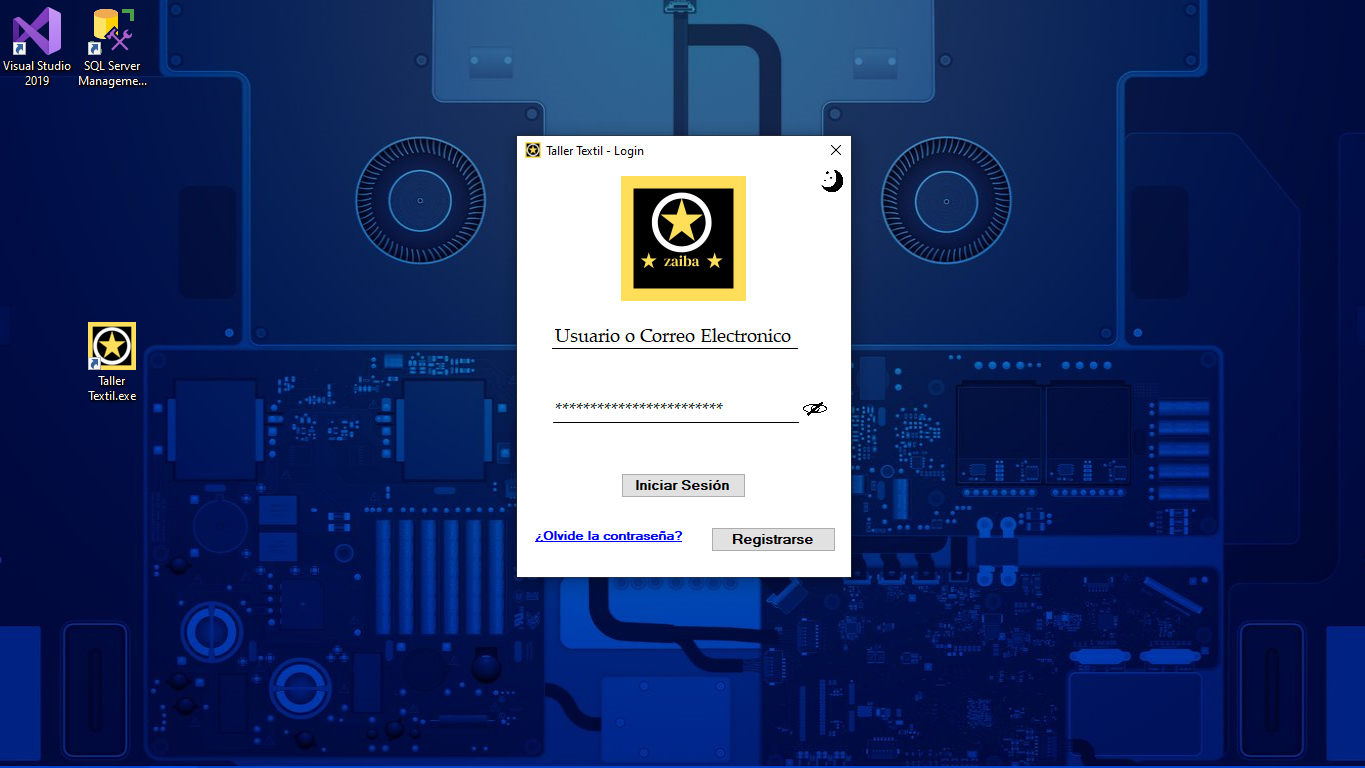 Visual Studio
2019
SQL Server
Manageme...
Taller
Textil.exe
Taller Textil - Login
zaiba
Usuario o Correo Electronico
************************
Iniciar Sesión
¿Olvide la contraseña?
Registrarse